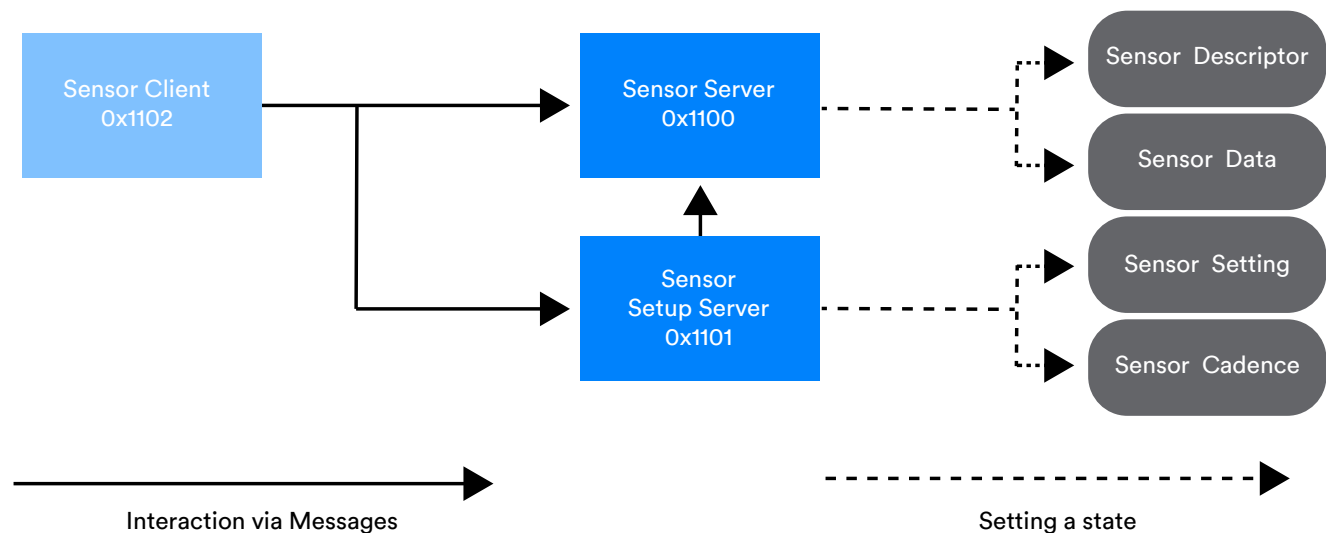 Sensor Client
0x1102
Sensor Server
0x1100
Sensor Descriptor
Sensor Data
Sensor
Setup Server
0x1101
Sensor Setting
Sensor Cadence
Interaction via Messages
Setting a state